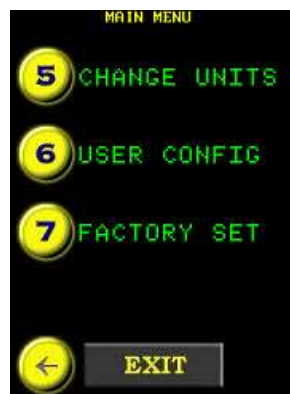 MAIN MENU
5 CHANGE UNITS
6 USER CONFIG
7 FACTORY SET
← EXIT